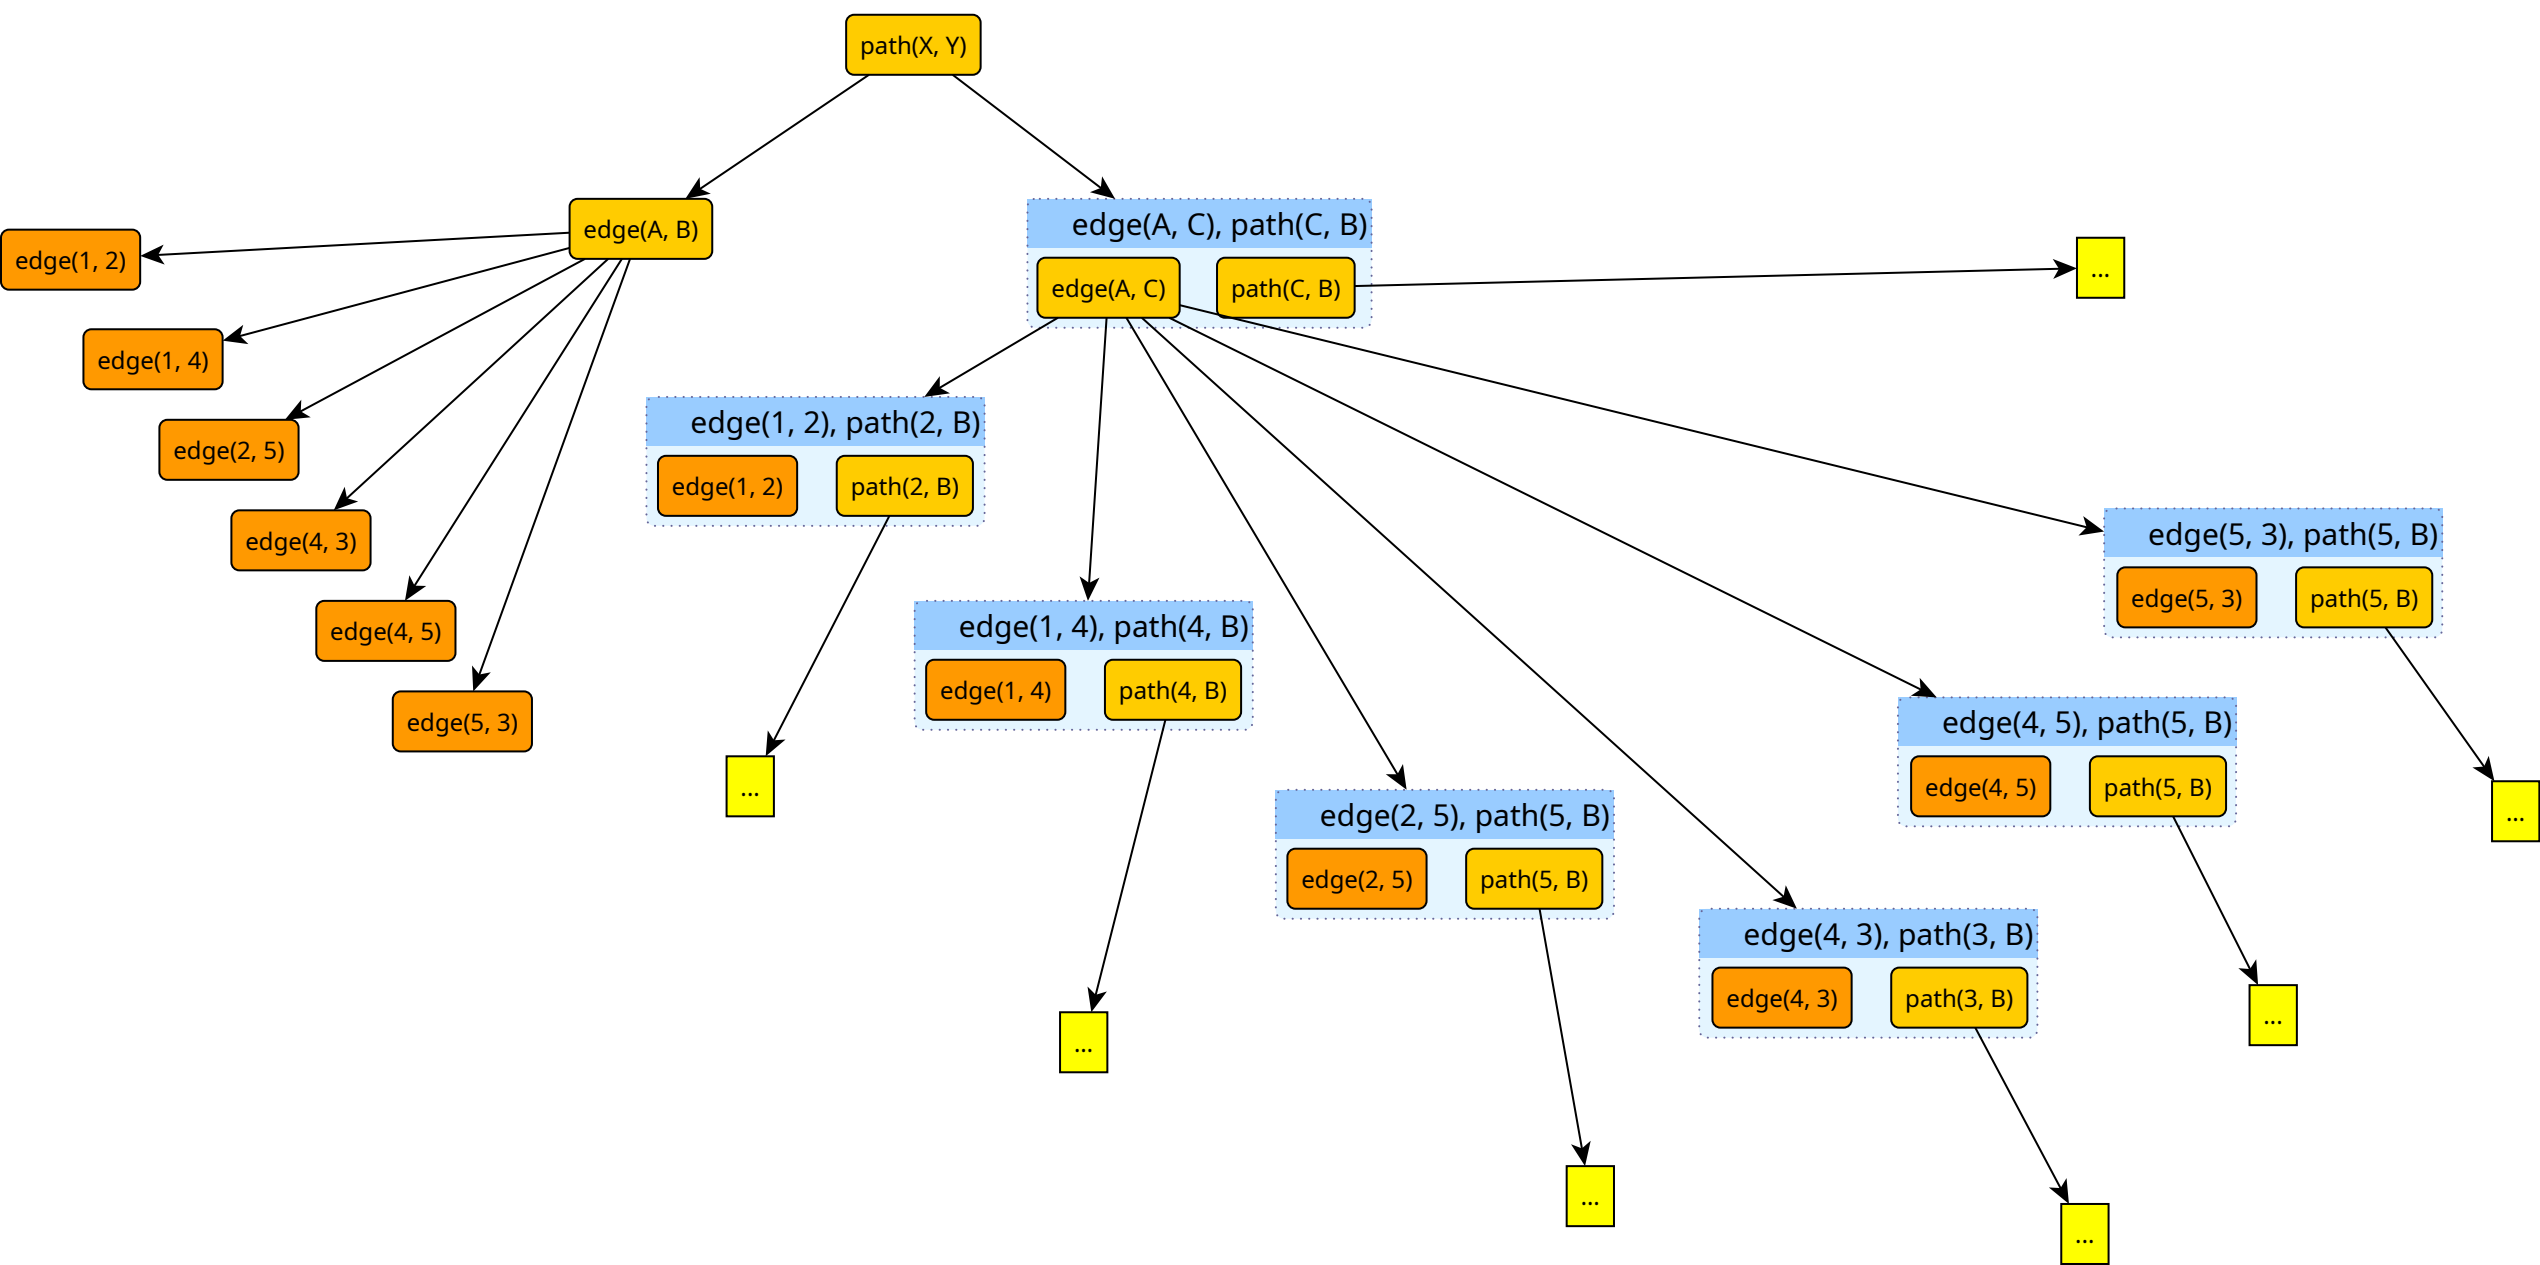 path(X, Y)
edge(A, B)
edge(1, 2)
edge(1, 4)
edge(2, 5)
edge(4, 3)
edge(4, 5)
edge(5, 3)
edge(A, C), path(C, B)
edge(A, C)
path(C, B)
...
edge(1, 2), path(2, B)
edge(1, 2)
path(2, B)
...
edge(1, 4), path(4, B)
edge(1, 4)
path(4, B)
...
edge(2, 5), path(5, B)
edge(2, 5)
path(5, B)
...
edge(4, 3), path(3, B)
edge(4, 3)
path(3, B)
...
edge(4, 5), path(5, B)
edge(4, 5)
path(5, B)
...
edge(5, 3), path(5, B)
edge(5, 3)
path(5, B)
...